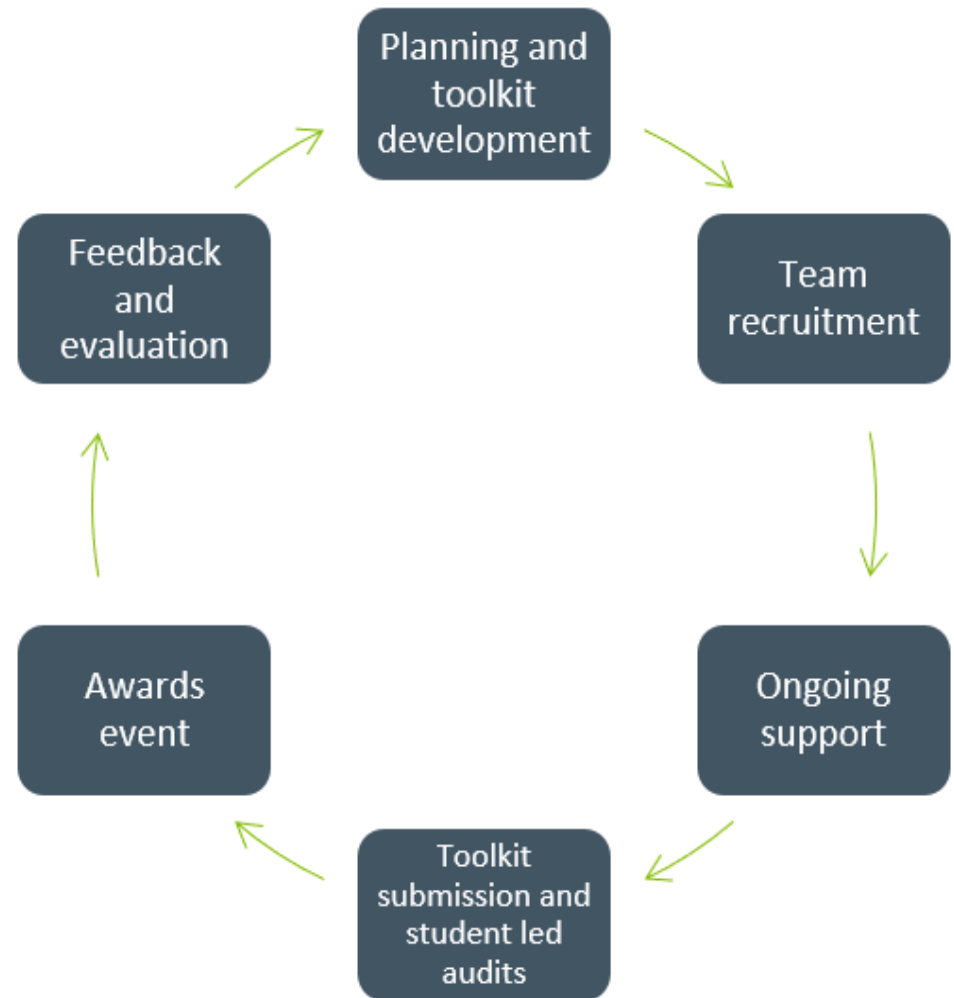 Planning and
toolkit
development
Team
recruitment
Ongoing
support
Toolkit
submission and
student led
audits
Awards
event
Feedback
and
evaluation